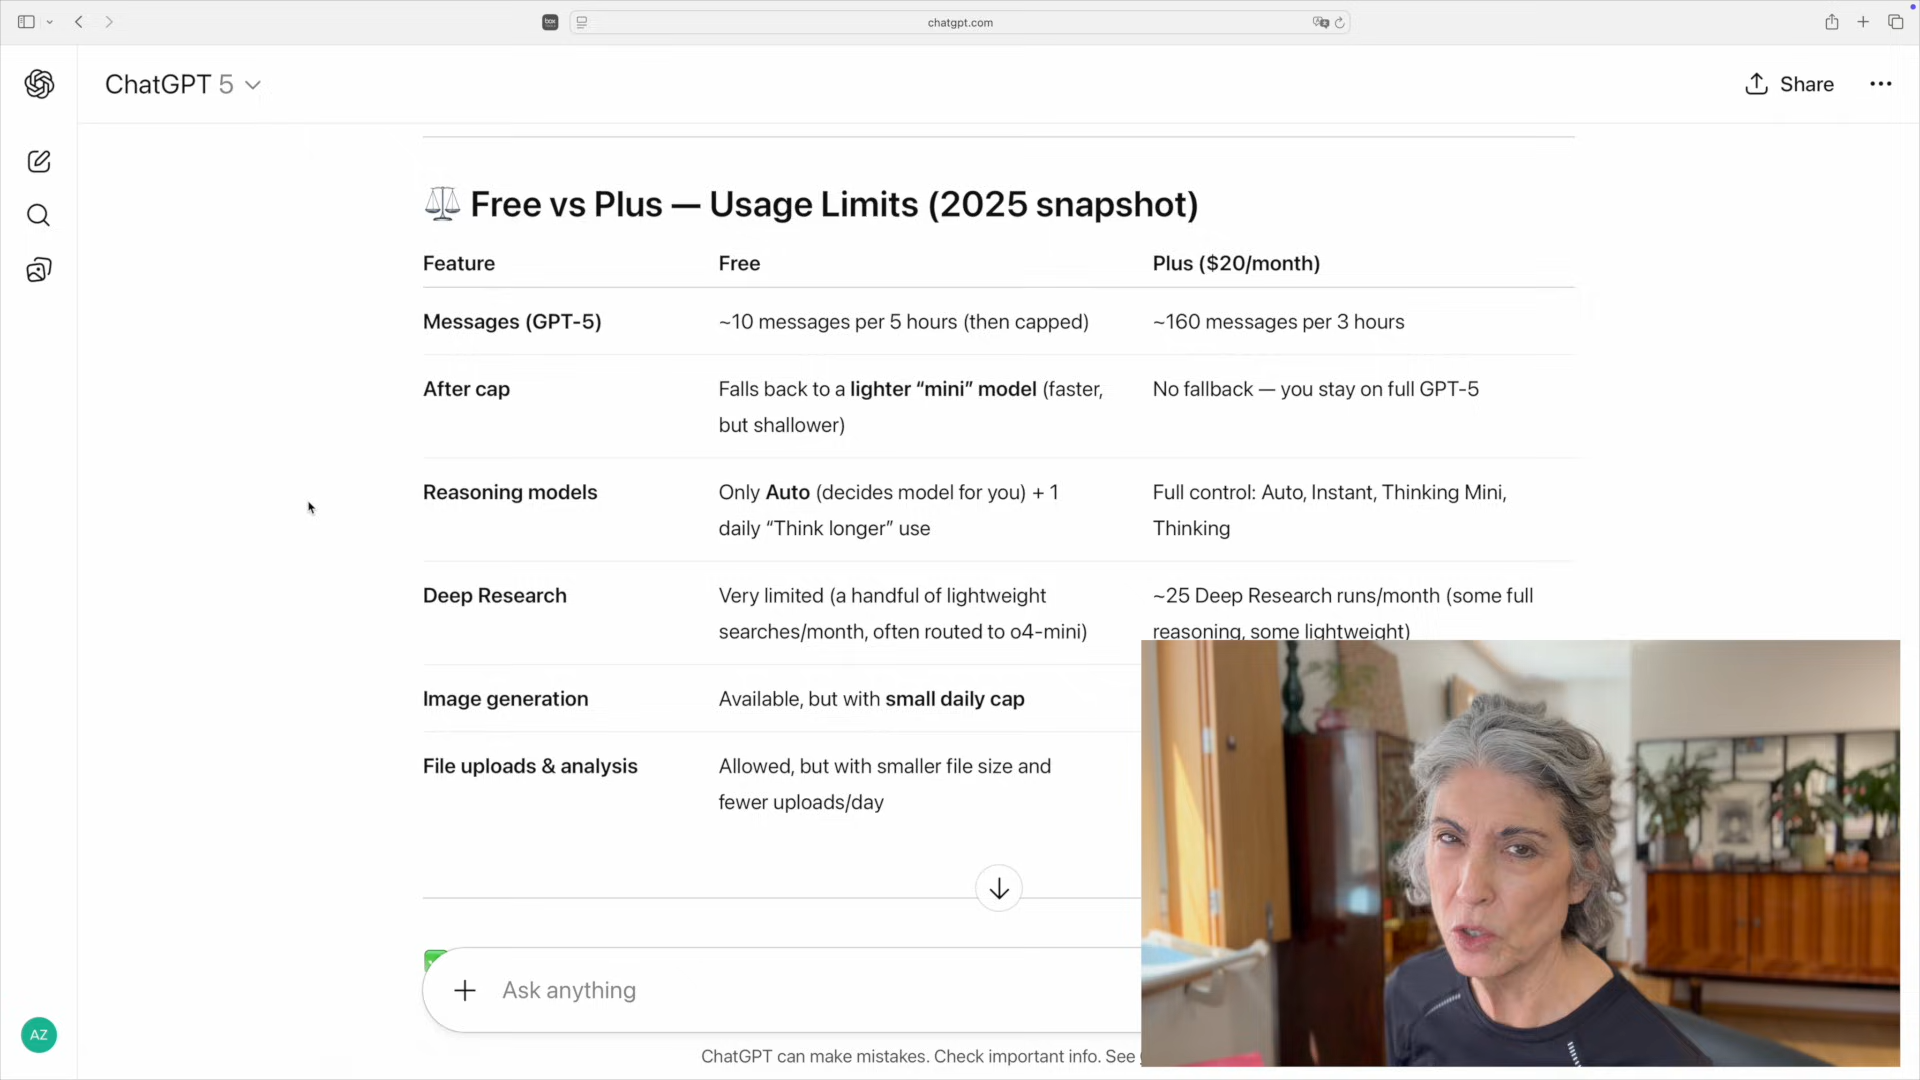 chatgpt.com
ChatGPT 5
Share
Free vs Plus — Usage Limits (2025 snapshot)
Feature Free Plus ($20/month)
Messages (GPT-5) ~10 messages per 5 hours (then capped) ~160 messages per 3 hours
After cap Falls back to a lighter “mini” model (faster, No fallback — you stay on full GPT-5
but shallower)
Reasoning models Only Auto (decides model for you) + 1 Full control: Auto, Instant, Thinking Mini,
daily “Think longer” use Thinking
Deep Research Very limited (a handful of lightweight ~25 Deep Research runs/month (some full
searches/month, often routed to o4-mini) reasoning, some lightweight)
Image generation Available, but with small daily cap
File uploads & analysis Allowed, but with smaller file size and
fewer uploads/day
Ask anything
AZ
ChatGPT can make mistakes. Check important info. See